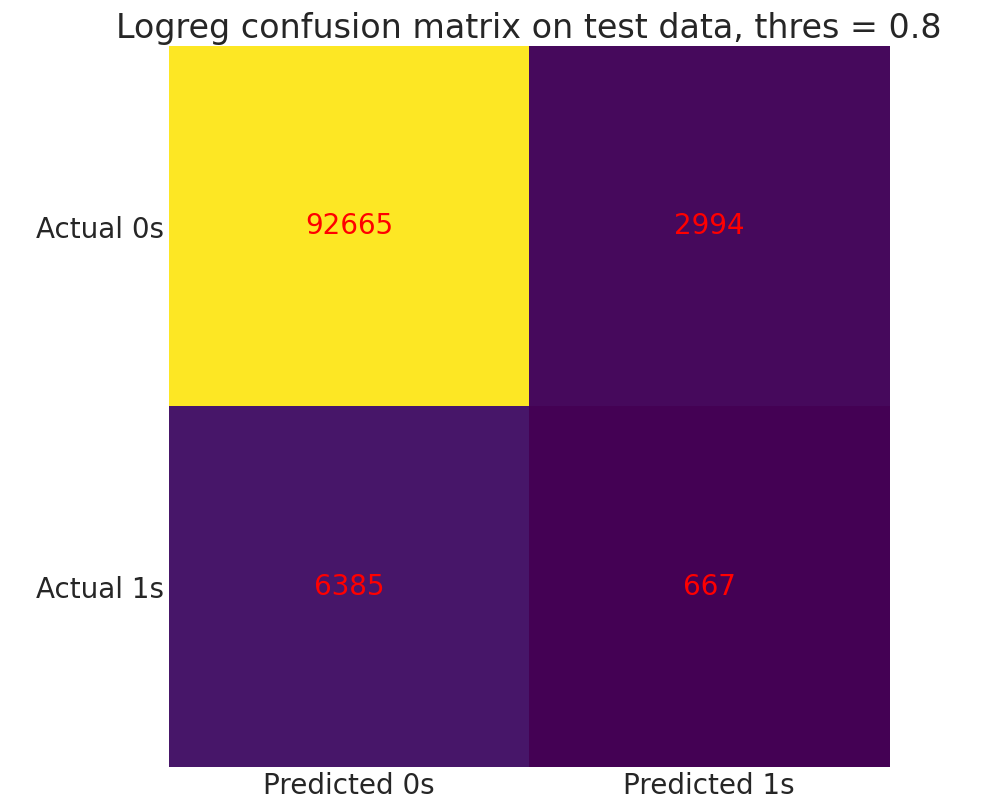 Logreg confusion matrix on test data, thres = 0.8
Actual 0s
92665
2994
Actual 1s
6385
667
Predicted 0s
Predicted 1s